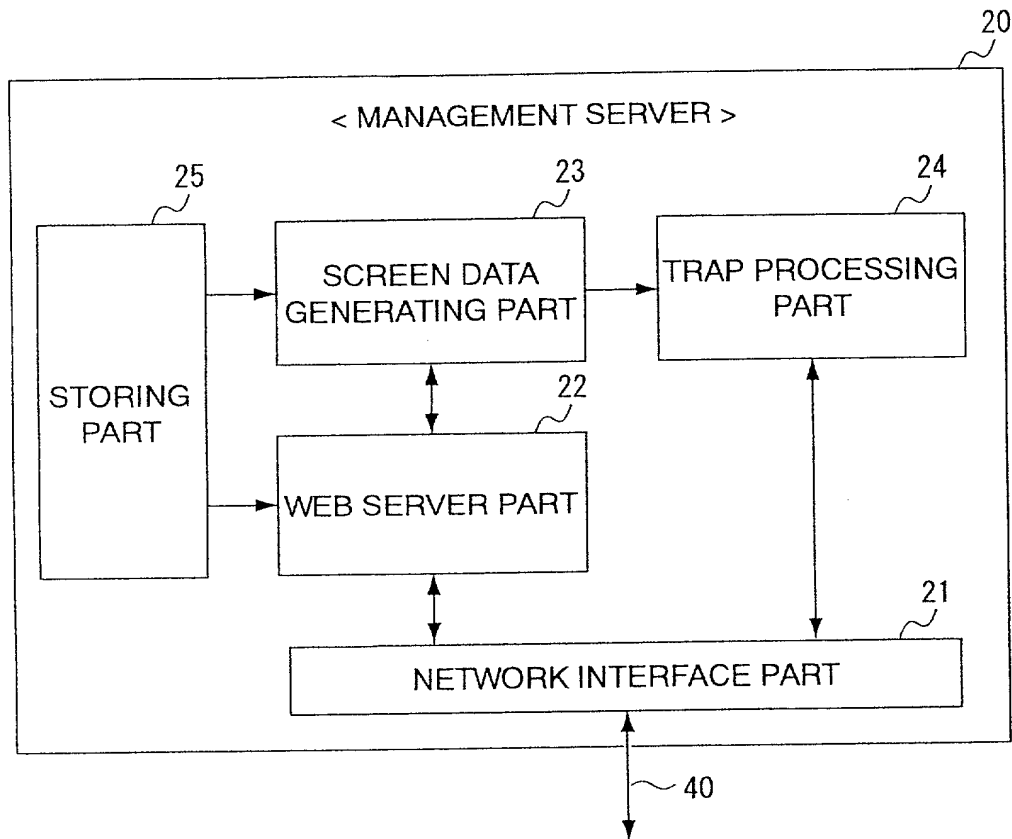 20
< MANAGEMENT SERVER >
25
23
24
STORING
PART
SCREEN DATA
GENERATING PART
TRAP PROCESSING
PART
22
WEB SERVER PART
21
NETWORK INTERFACE PART
40